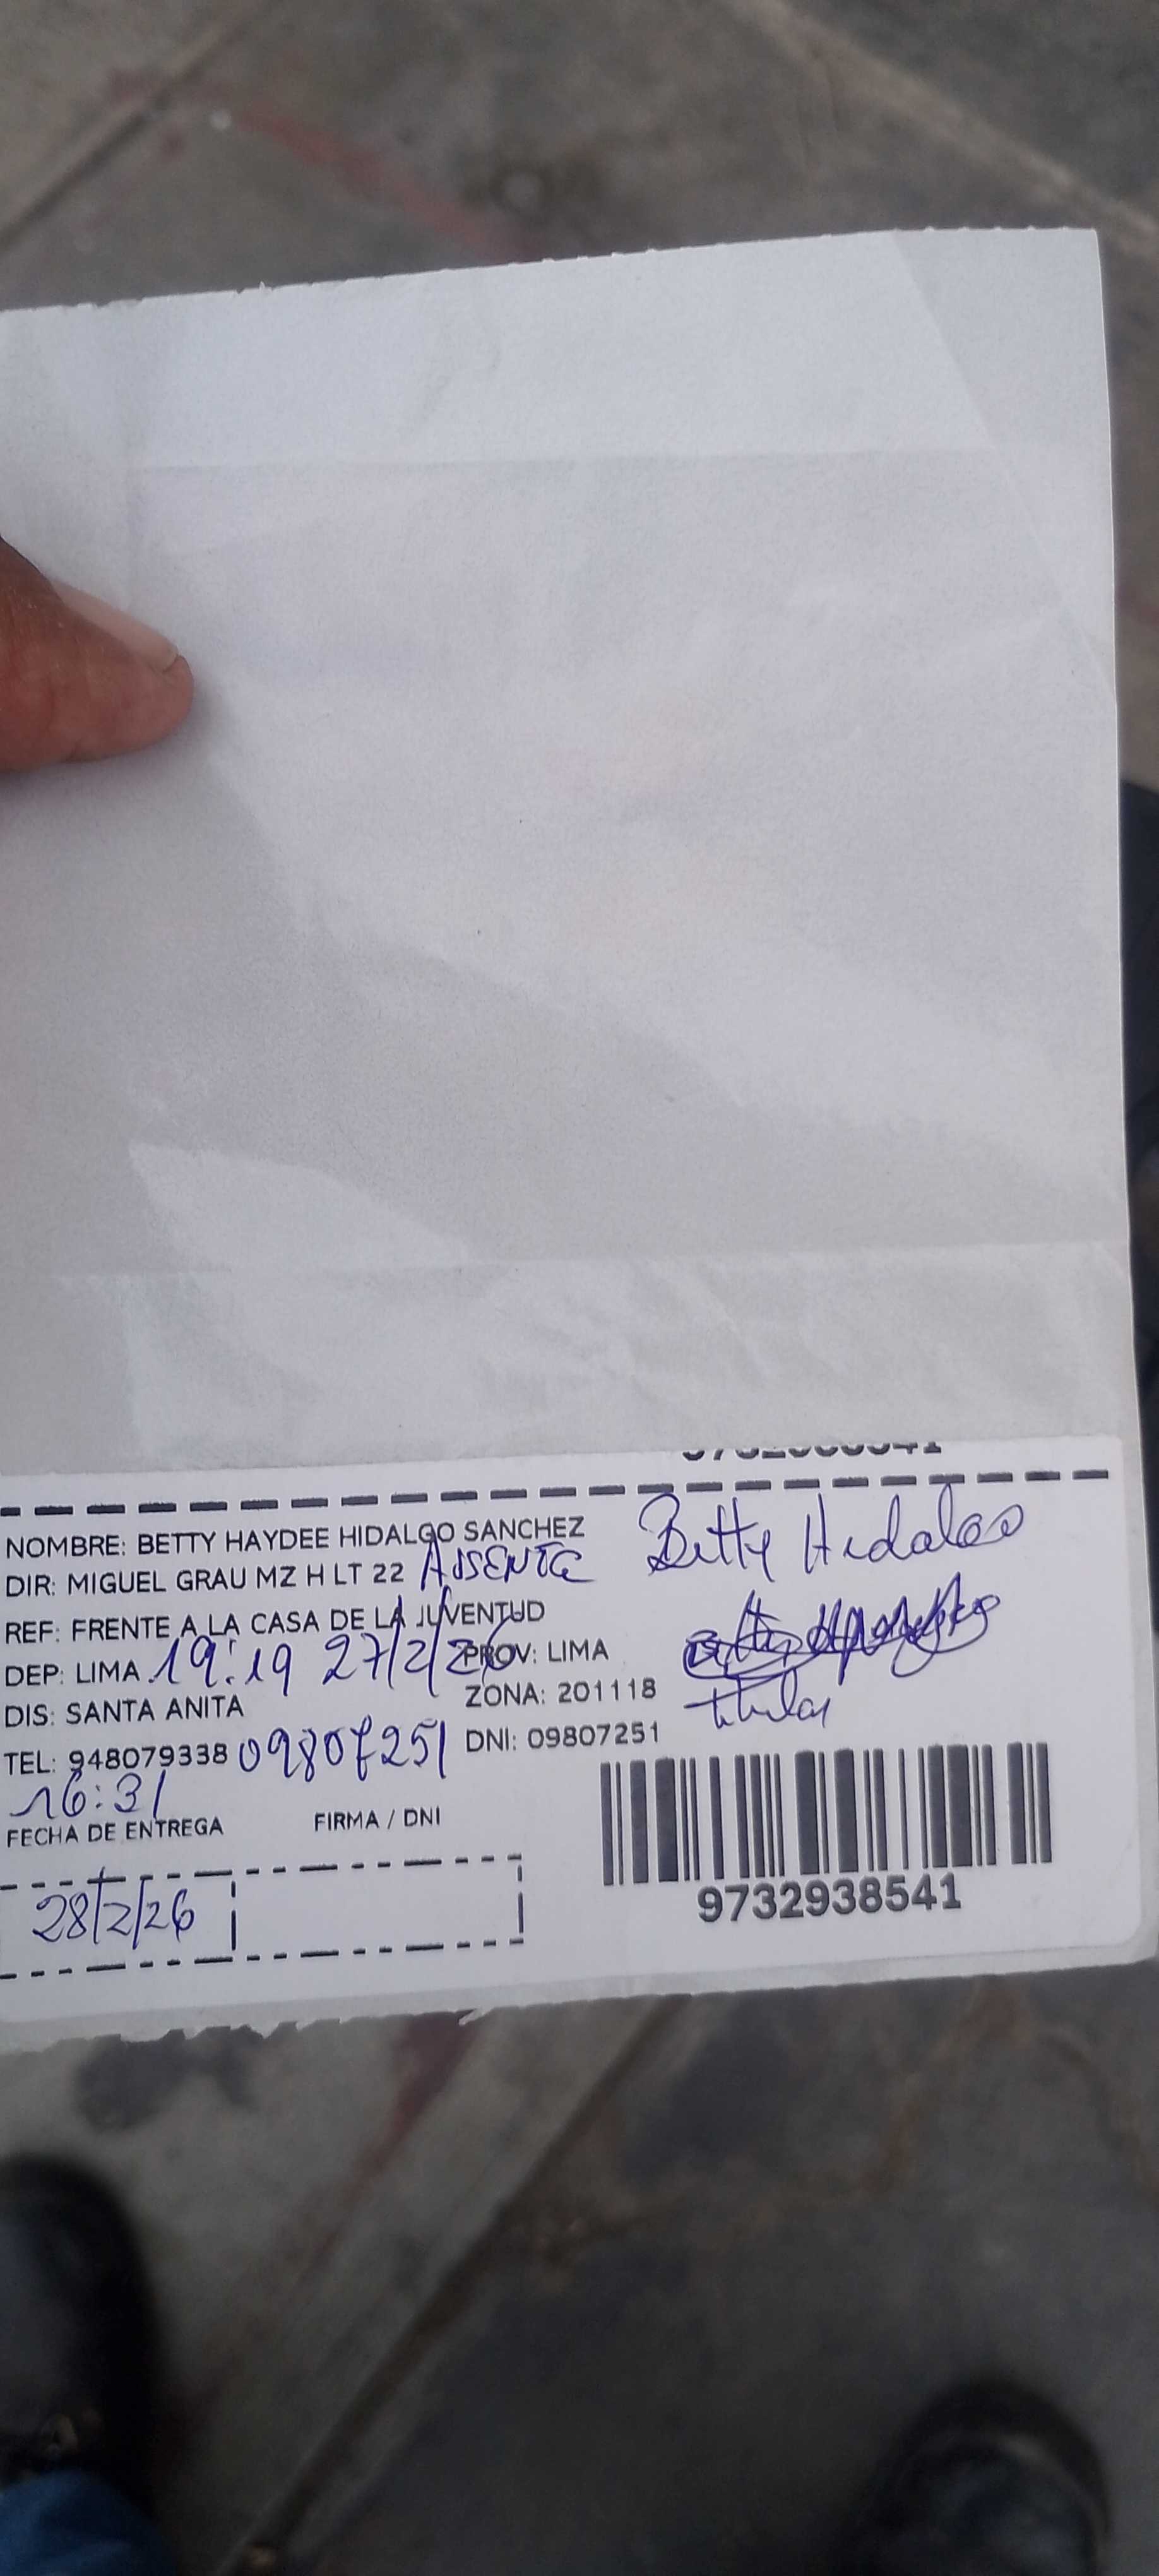 NOMBRE: BETTY HAYDEE HIDALGO SANCHEZ
Betty Hidalgo
DIR: MIGUEL GRAU MZ H LT 22 AUSENTE
REF: FRENTE A LA CASA DE LA JUVENTUD
DEP: LIMA 19:19 27/2/26 PROV: LIMA
DIS: SANTA ANITA ZONA: 201118
titular
TEL: 948079338 09807251 DNI: 09807251
16:31
FECHA DE ENTREGA FIRMA / DNI
28/2/26
9732938541